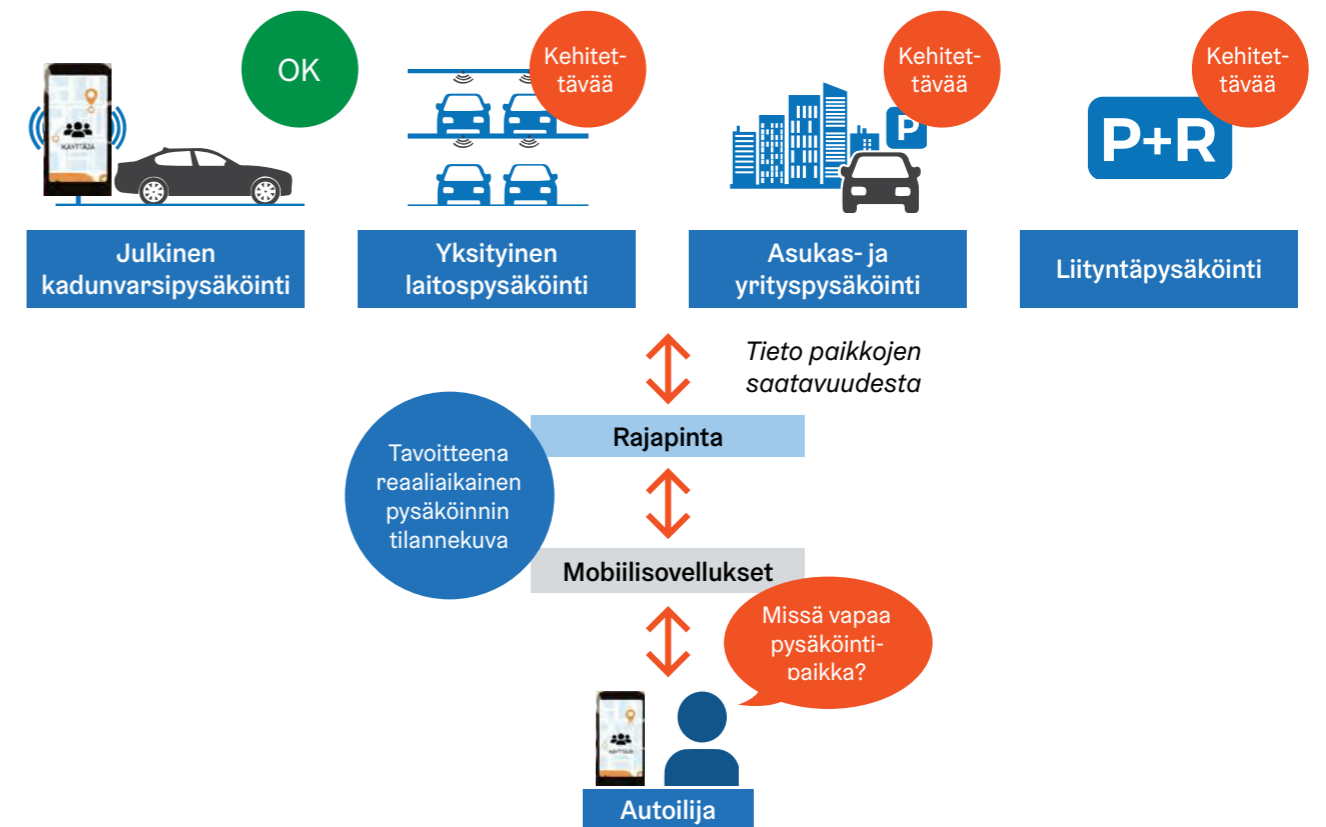 OK
Kehitet-
tävää
Kehitet-
tävää
Kehitet-
tävää
KÄYTTÄJÄ
P
P+R
Julkinen
kadunvarsipysäköinti
Yksityinen
laitospysäköinti
Asukas- ja
yrityspysäköinti
Liityntäpysäköinti
Tieto paikkojen
saatavuudesta
Rajapinta
Tavoitteena
reaaliaikainen
pysäköinnin
tilannekuva
Mobiilisovellukset
Missä vapaa
pysäköinti-
paikka?
KÄYTTÄJÄ
Autoilija